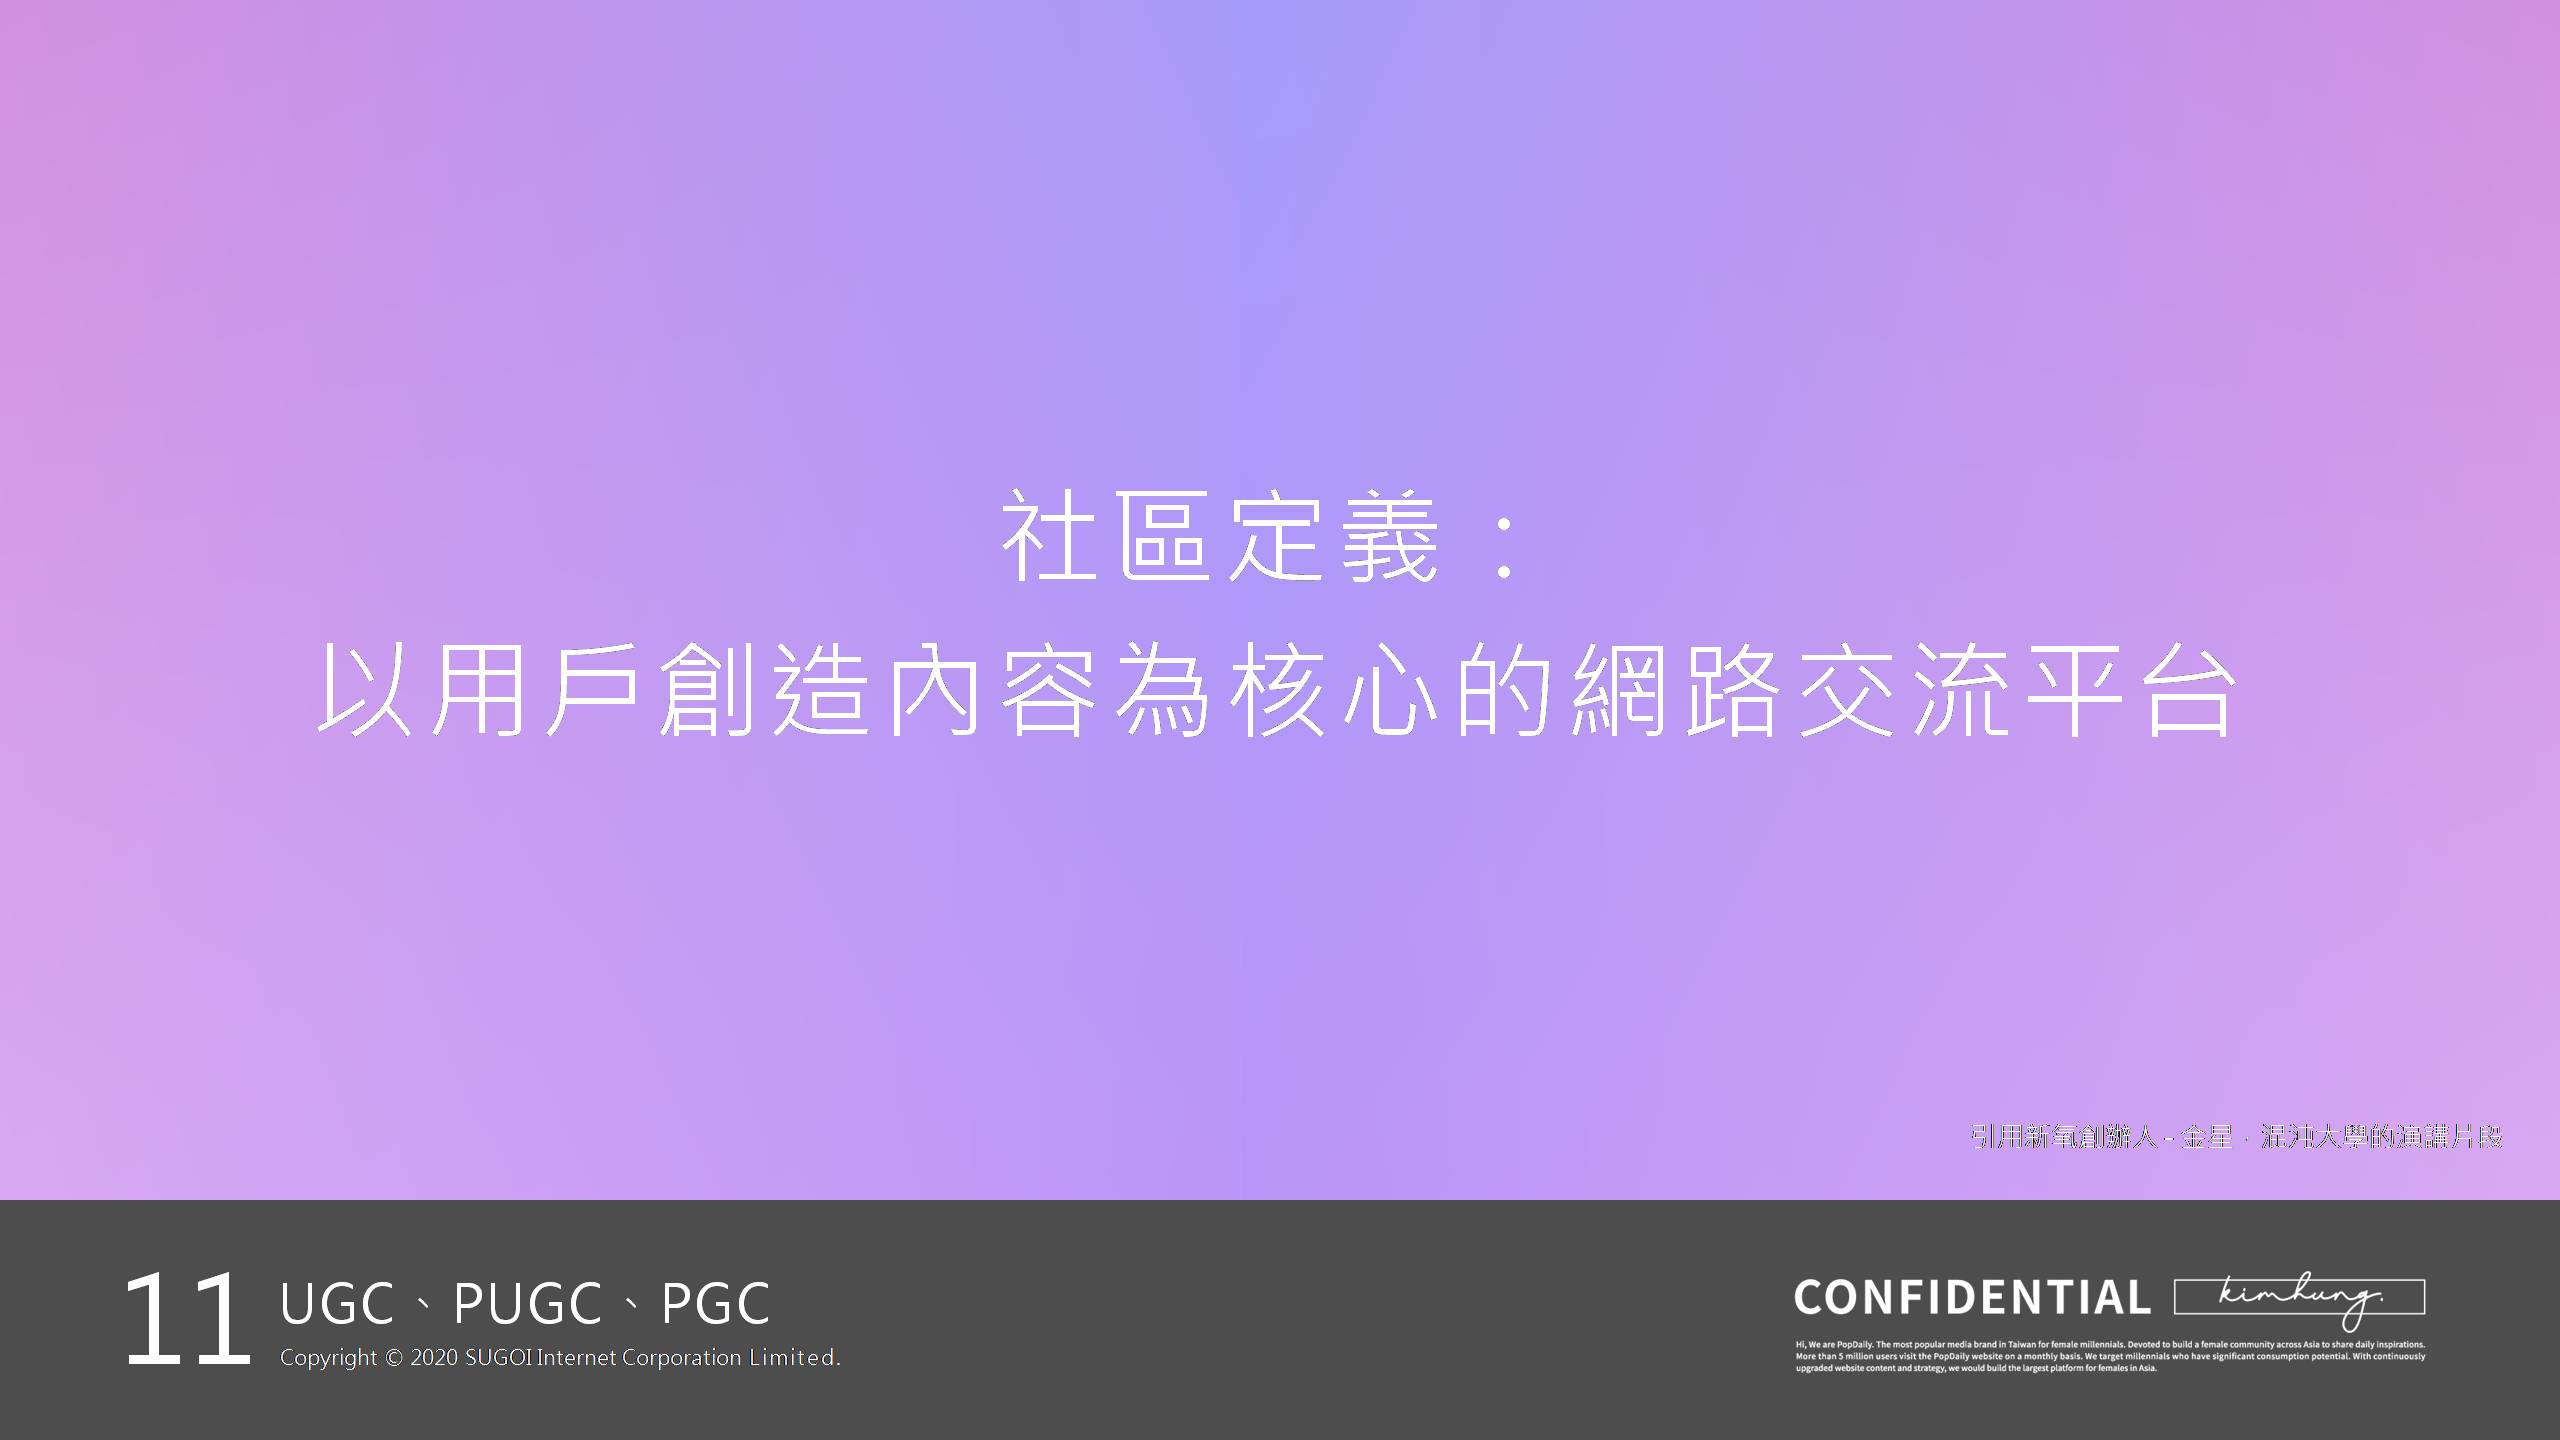 社區定義：
以用戶創造內容為核心的網路交流平台
引用新氧創辦人 - 金星．混沌大學的演講片段
11
UGC、PUGC、PGC
Copyright © 2020 SUGOI Internet Corporation Limited.
CONFIDENTIAL
kimhung.
Hi, We are PopDaily. The most popular media brand in Taiwan for female millennials. Devoted to build a female community across Asia to share daily inspirations.
More than 5 million users visit the PopDaily website on a monthly basis. We target millennials who have significant consumption potential. With continuously
upgraded website content and strategy, we would build the largest platform for females in Asia.